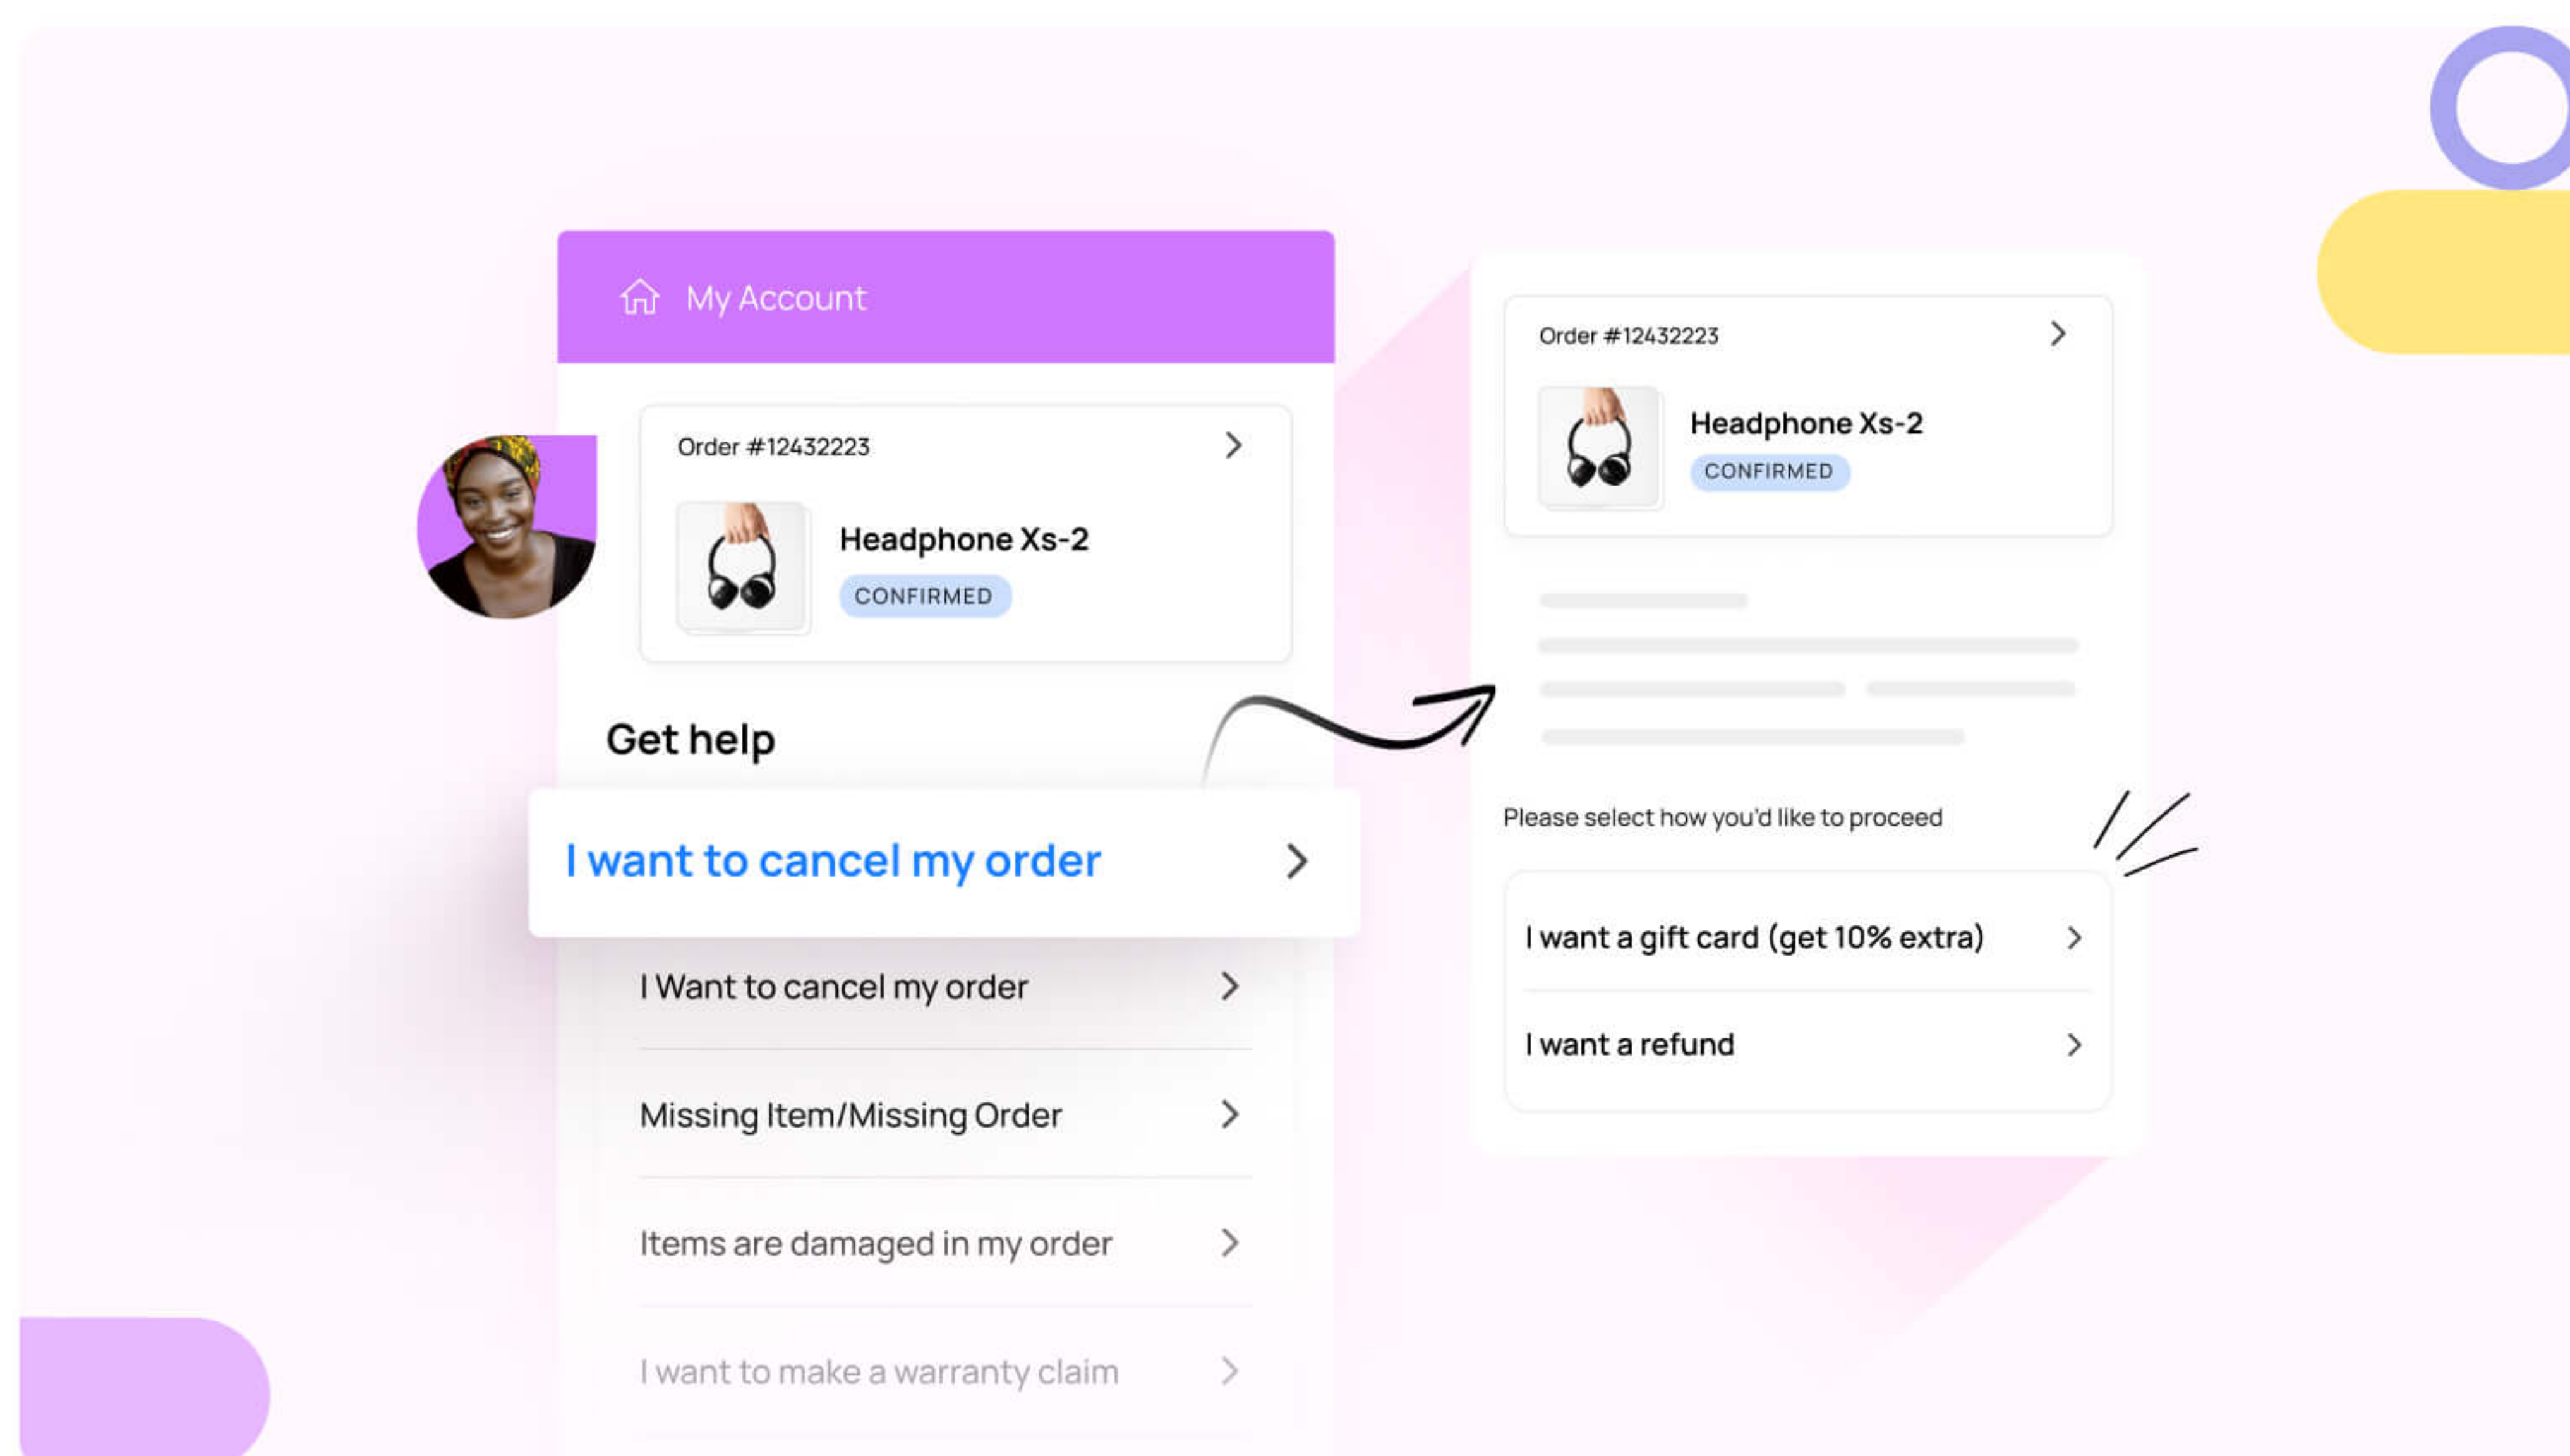 My Account
Order #12432223
Headphone Xs-2
CONFIRMED
Get help
I want to cancel my order
I Want to cancel my order
Missing Item/Missing Order
Items are damaged in my order
I want to make a warranty claim
Order #12432223
Headphone Xs-2
CONFIRMED
Please select how you'd like to proceed
I want a gift card (get 10% extra)
I want a refund